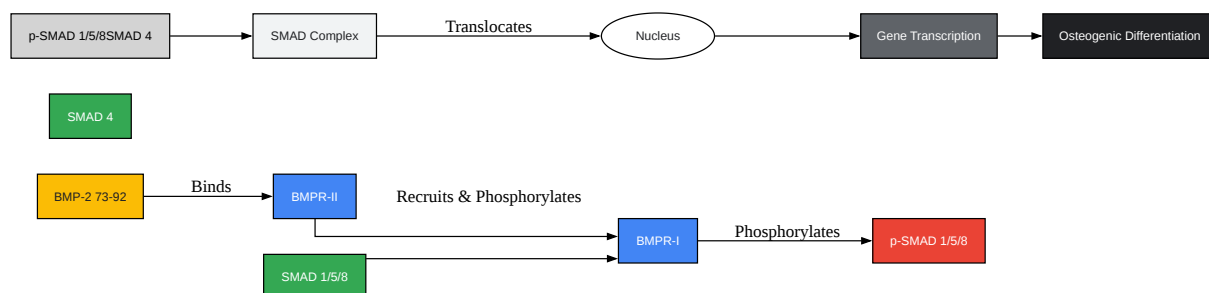 p-SMAD 1/5/8SMAD 4
SMAD Complex
Translocates
Nucleus
Gene Transcription
Osteogenic Differentiation
SMAD 4
BMP-2 73-92
Binds
BMPR-II
Recruits & Phosphorylates
BMPR-I
Phosphorylates
p-SMAD 1/5/8
SMAD 1/5/8